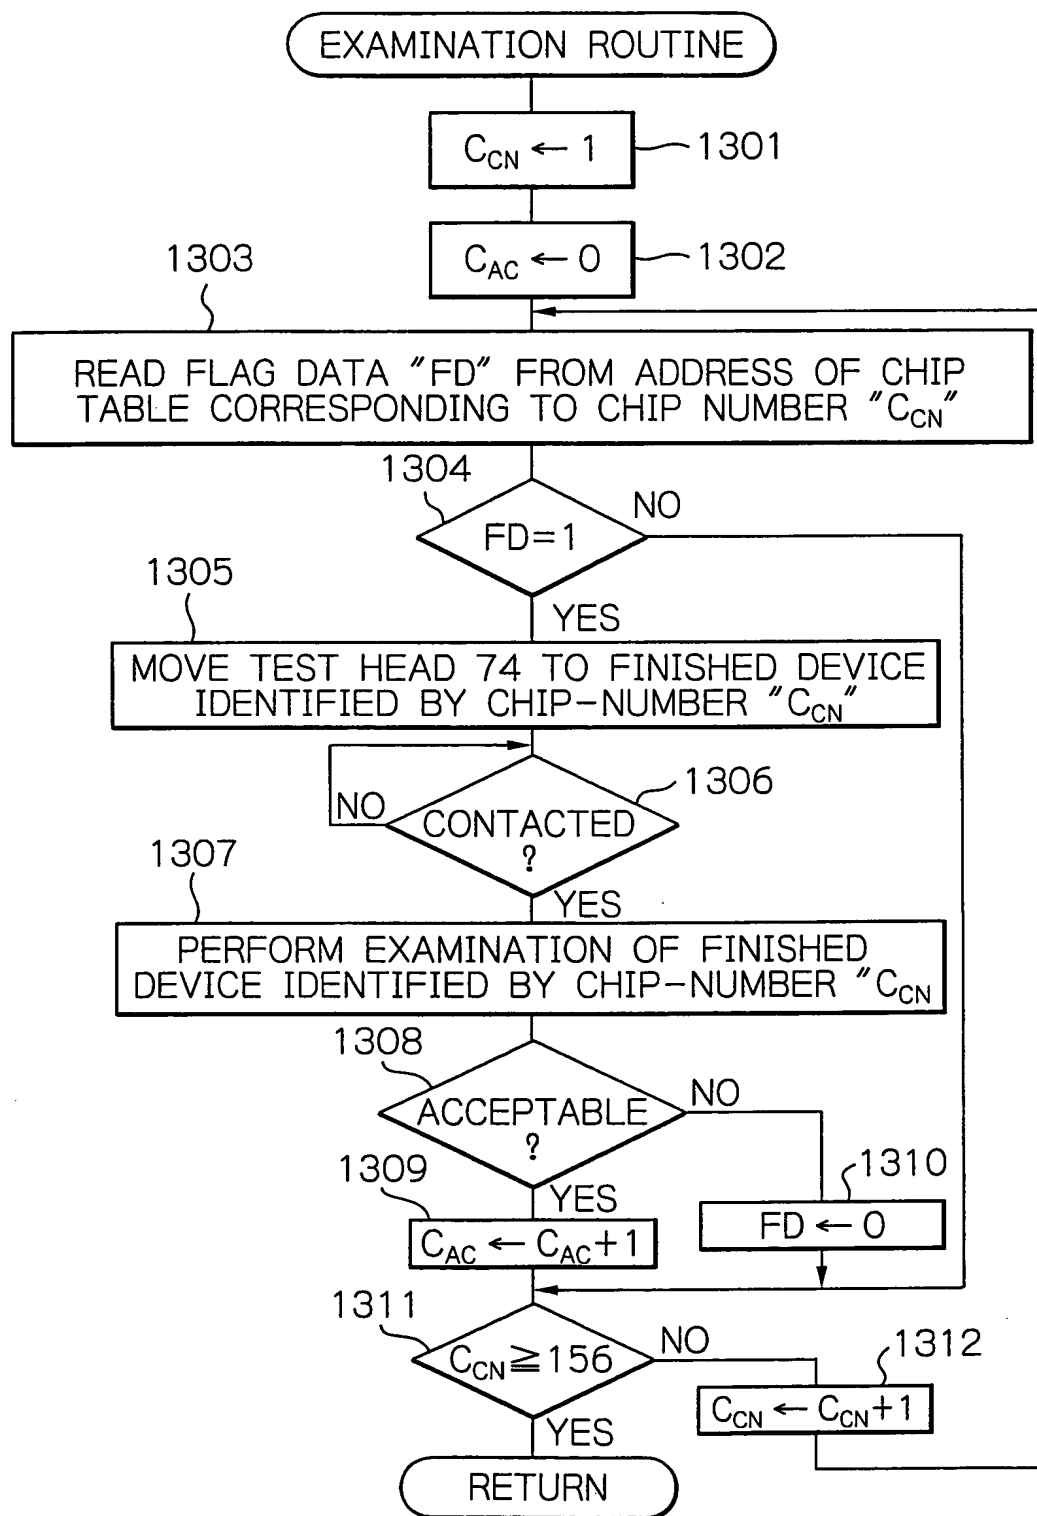 EXAMINATION ROUTINE
C_CN ← 1
1301
C_AC ← 0
1302
1303
READ FLAG DATA "FD" FROM ADDRESS OF CHIP
TABLE CORRESPONDING TO CHIP NUMBER "C_CN"
1304
FD=1
NO
YES
1305
MOVE TEST HEAD 74 TO FINISHED DEVICE
IDENTIFIED BY CHIP-NUMBER "C_CN"
1306
CONTACTED
?
NO
YES
1307
PERFORM EXAMINATION OF FINISHED
DEVICE IDENTIFIED BY CHIP-NUMBER "C_CN
1308
ACCEPTABLE
?
NO
YES
1309
C_AC ← C_AC+1
1310
FD ← 0
1311
C_CN ≧ 156
NO
YES
1312
C_CN ← C_CN+1
RETURN